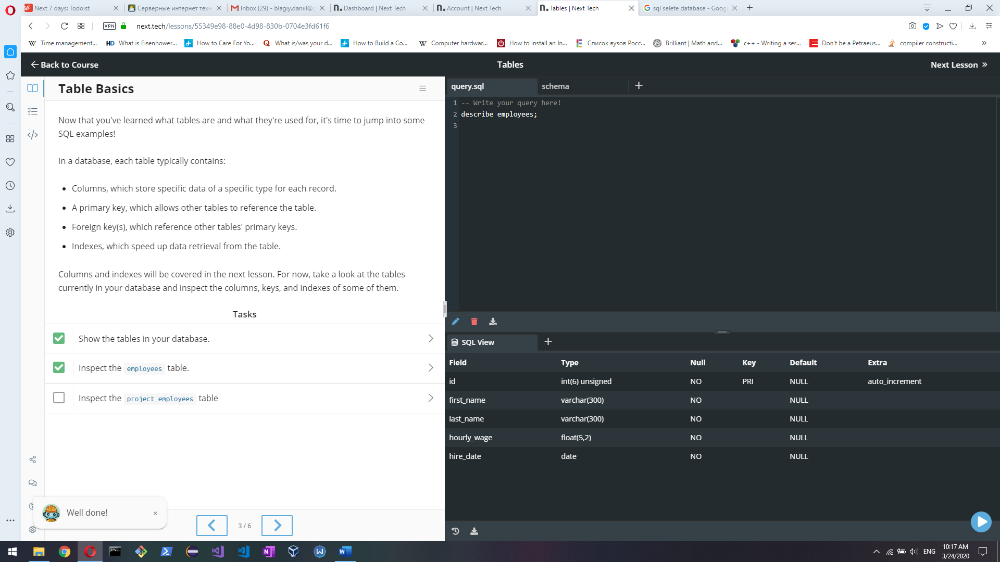 Next 7 days: Todoist
Серверные интернет техн
Inbox (29) - blagiy.daniil@g
Dashboard | Next Tech
Account | Next Tech
Tables | Next Tech
sql selete database - Goog
VPN
next.tech/lessons/55349e98-88e0-4d98-830b-0704e3fd61f6
Time management...
What is Eisenhower...
How to Care For Yo...
What is/was your d...
How to Build a Co...
Computer hardwar...
How to install an In...
Список вузов Росс...
Brilliant | Math and...
c++ - Writing a ser...
Don't be a Petraeus...
compiler constructi...
Back to Course
Tables
Next Lesson
Table Basics
Now that you've learned what tables are and what they're used for, it's time to jump into some
SQL examples!
In a database, each table typically contains:
Columns, which store specific data of a specific type for each record.
A primary key, which allows other tables to reference the table.
Foreign key(s), which reference other tables' primary keys.
Indexes, which speed up data retrieval from the table.
Columns and indexes will be covered in the next lesson. For now, take a look at the tables
currently in your database and inspect the columns, keys, and indexes of some of them.
Tasks
Show the tables in your database.
Inspect the employees table.
Inspect the project_employees table
Well done!
3 / 6
query.sql
schema
1 -- Write your query here!
2 describe employees;
3
SQL View
Field Type Null Key Default Extra
id int(6) unsigned NO PRI NULL auto_increment
first_name varchar(300) NO NULL
last_name varchar(300) NO NULL
hourly_wage float(5,2) NO NULL
hire_date date NO NULL
ENG
10:17 AM
3/24/2020